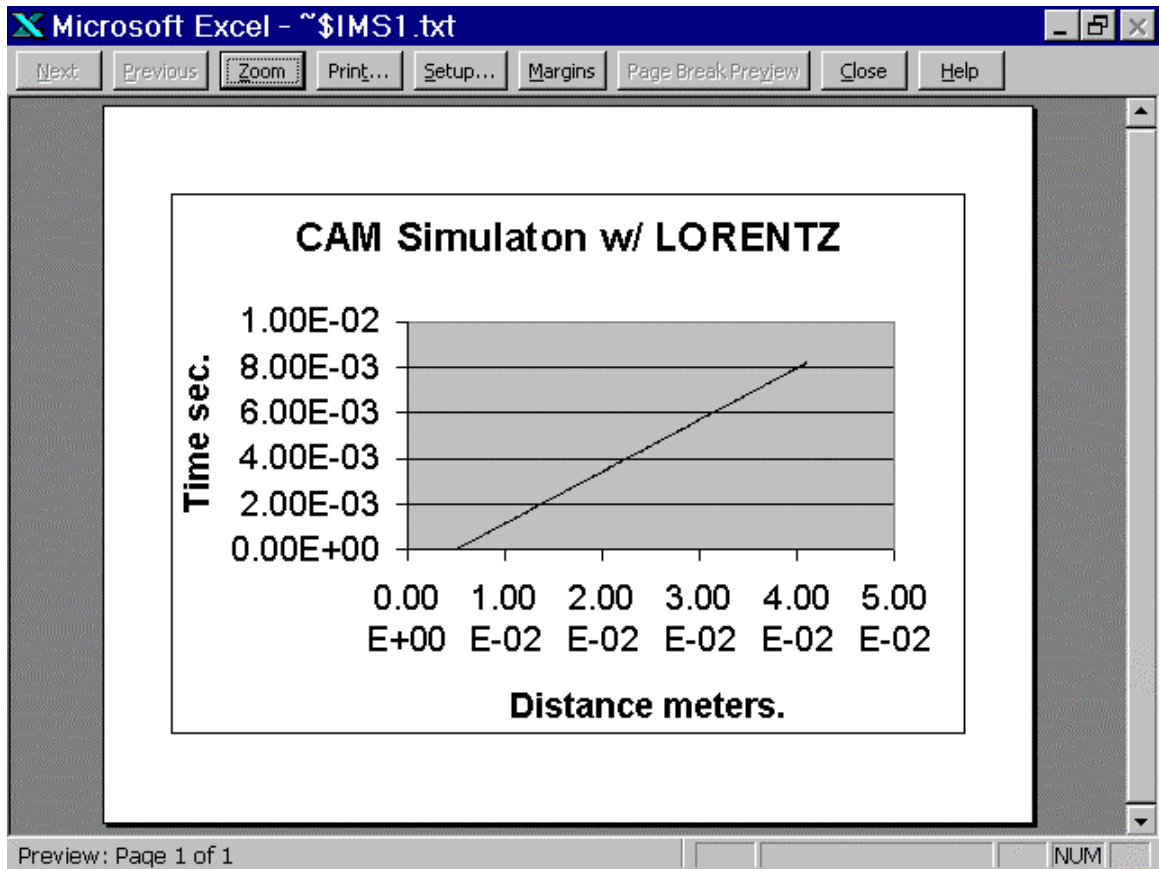 Microsoft Excel - ~$IMS1.txt
Next Previous Zoom Print... Setup... Margins Page Break Preview Close Help
CAM Simulaton w/ LORENTZ
Time sec.
1.00E-02
8.00E-03
6.00E-03
4.00E-03
2.00E-03
0.00E+00
0.00 1.00 2.00 3.00 4.00 5.00
E+00 E-02 E-02 E-02 E-02 E-02
Distance meters.
Preview: Page 1 of 1 NUM